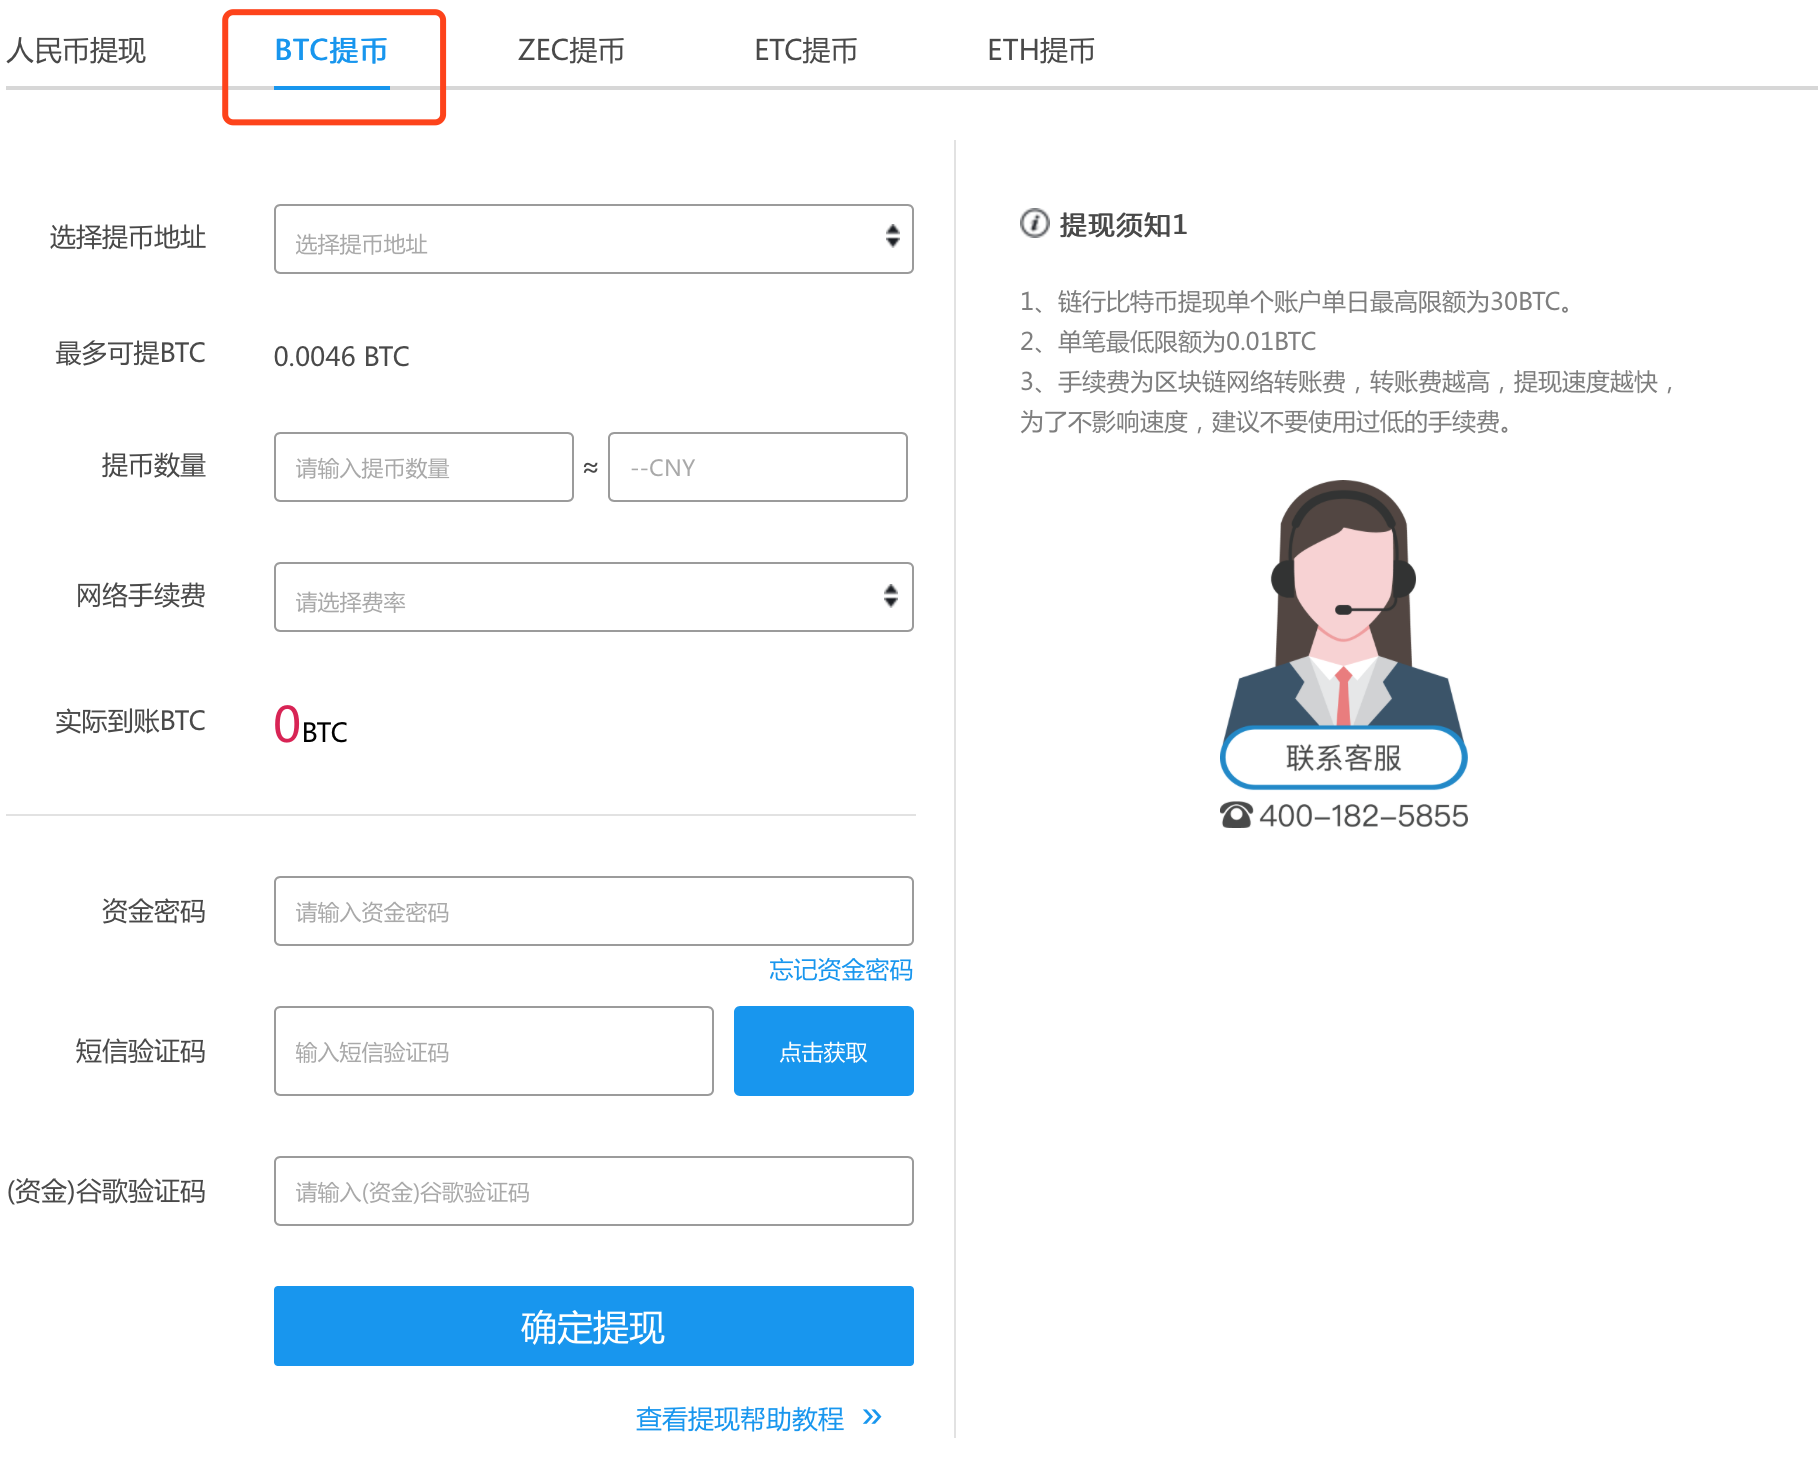 人民币提现
BTC提币
ZEC提币
ETC提币
ETH提币
选择提币地址
选择提币地址
最多可提BTC
0.0046 BTC
提币数量
请输入提币数量
≈
--CNY
网络手续费
请选择费率
实际到账BTC
0BTC
资金密码
请输入资金密码
忘记资金密码
短信验证码
输入短信验证码
点击获取
(资金)谷歌验证码
请输入(资金)谷歌验证码
确定提现
查看提现帮助教程 »
提现须知1
1、链行比特币提现单个账户单日最高限额为30BTC。
2、单笔最低限额为0.01BTC
3、手续费为区块链网络转账费，转账费越高，提现速度越快，
为了不影响速度，建议不要使用过低的手续费。
联系客服
400-182-5855